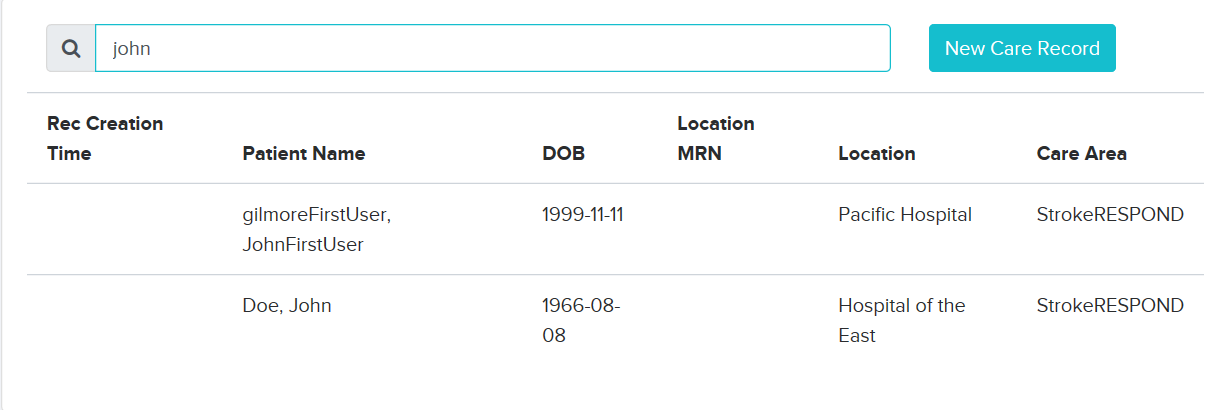 john
New Care Record
Rec Creation Time Patient Name DOB Location MRN Location Care Area
gilmoreFirstUser, JohnFirstUser 1999-11-11 Pacific Hospital StrokeRESPOND
Doe, John 1966-08-08 Hospital of the East StrokeRESPOND